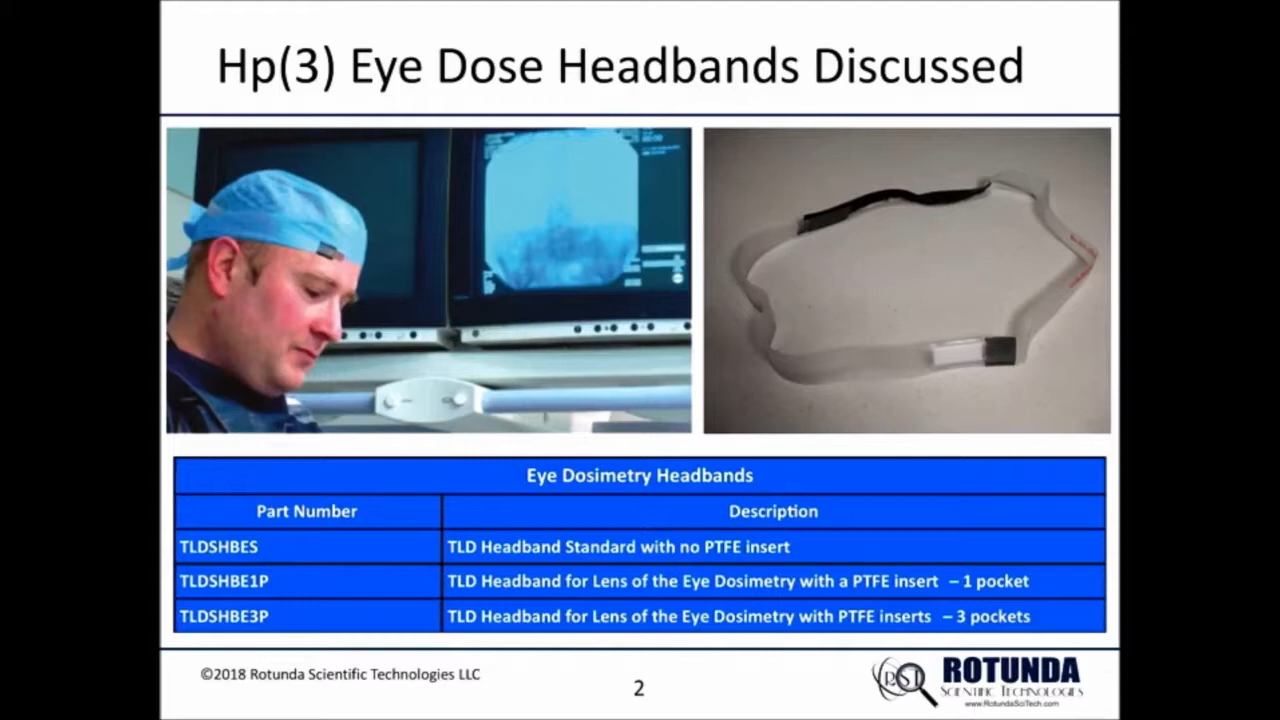 Hp(3) Eye Dose Headbands Discussed
Eye Dosimetry Headbands
Part Number Description
TLDSHBES TLD Headband Standard with no PTFE insert
TLDSHBE1P TLD Headband for Lens of the Eye Dosimetry with a PTFE insert – 1 pocket
TLDSHBE3P TLD Headband for Lens of the Eye Dosimetry with PTFE inserts – 3 pockets
©2018 Rotunda Scientific Technologies LLC
2
RST
ROTUNDA
SCIENTIFIC TECHNOLOGIES
www.RotundaSciTech.com